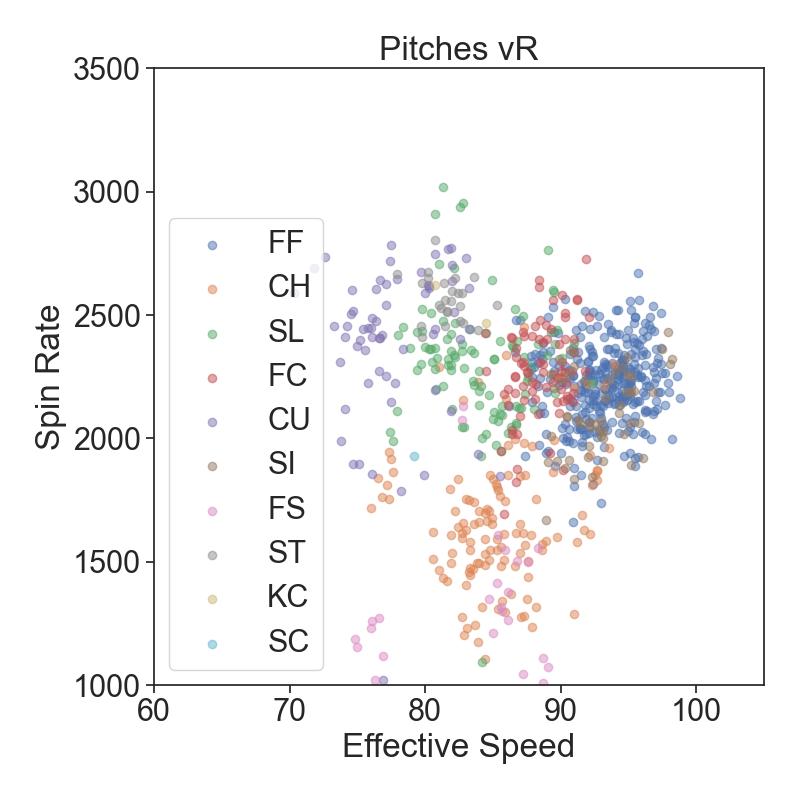 Pitches vR
3500
3000
2500
2000
1500
1000
Spin Rate
FF
CH
SL
FC
CU
SI
FS
ST
KC
SC
60
70
80
90
100
Effective Speed